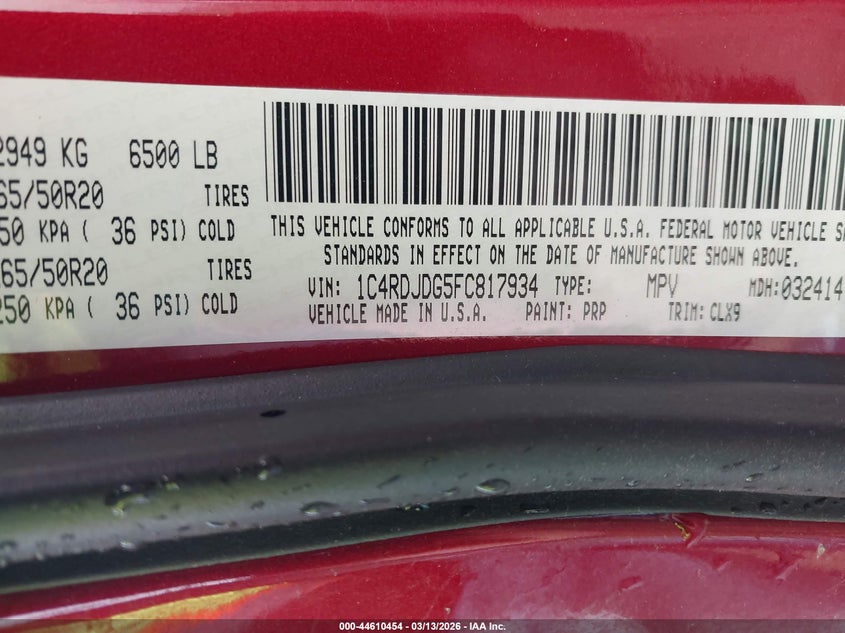 2949 KG 6500 LB
65/50R20 TIRES
50 KPA ( 36 PSI) COLD
65/50R20 TIRES
250 KPA ( 36 PSI) COLD
THIS VEHICLE CONFORMS TO ALL APPLICABLE U.S.A. FEDERAL MOTOR VEHICLE
STANDARDS IN EFFECT ON THE DATE OF MANUFACTURE SHOWN ABOVE.
VIN: 1C4RDJDG5FC817934 TYPE: MPV MDH:032414
VEHICLE MADE IN U.S.A. PAINT: PRP TRIM: CLX9
000-44610454 - 03/13/2026 - IAA Inc.